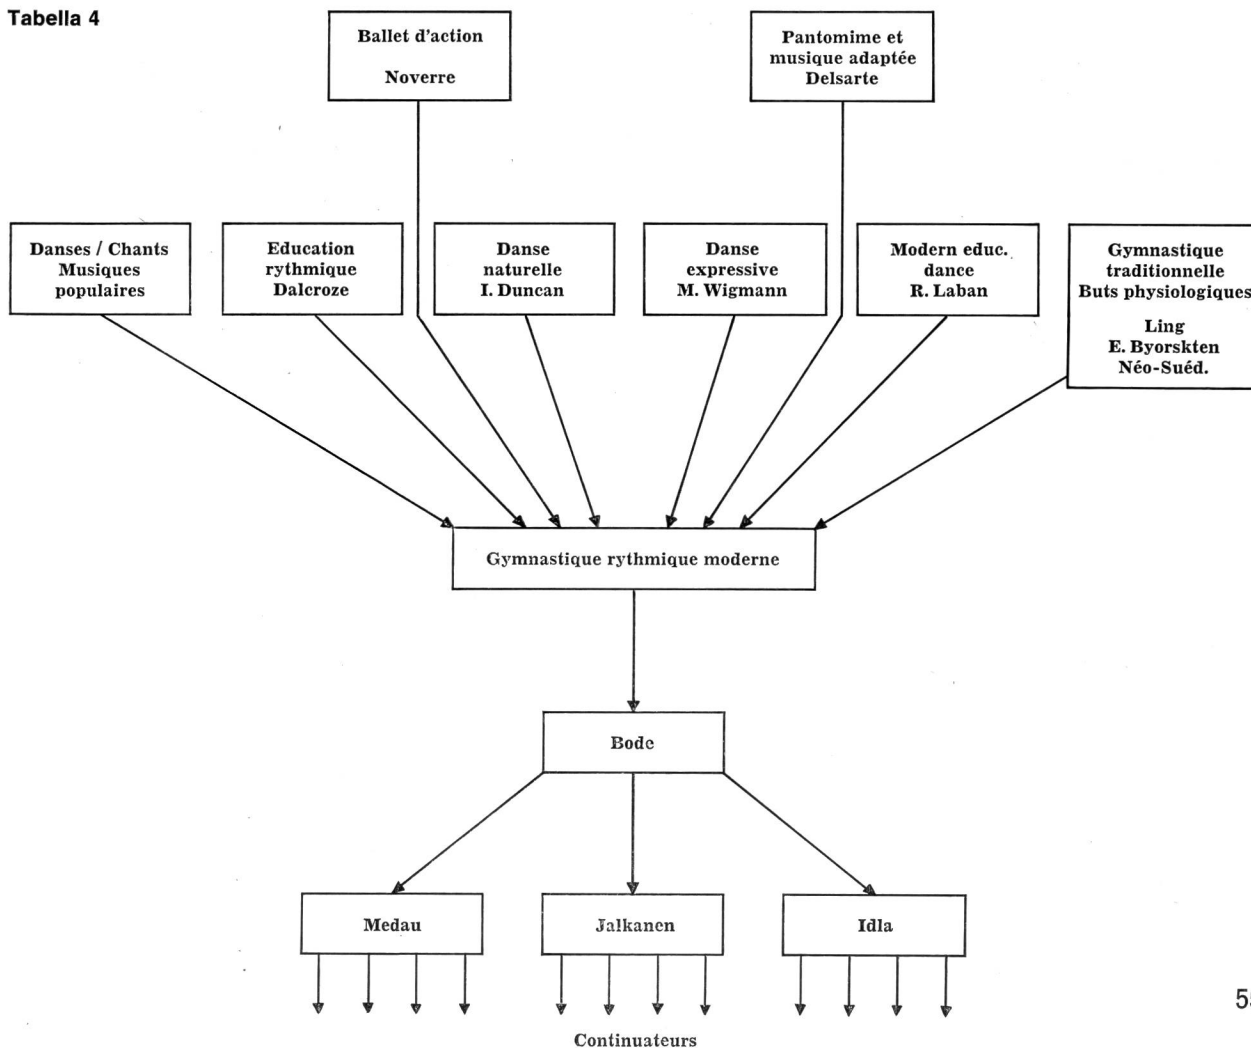 Tabella 4
Ballet d'action
Noverre
Pantomime et
musique adaptée
Delsarte
Danses / Chants
Musiques
populaires
Education
rythmique
Dalcroze
Danse
naturelle
I. Duncan
Danse
expressive
M. Wigmann
Modern educ.
dance
R. Laban
Gymnastique
traditionnelle
Buts physiologiques
Ling
E. Byorskten
Néo-Suéd.
Gymnastique rythmique moderne
Bode
Medau
Jalkanen
Idla
Continuateurs